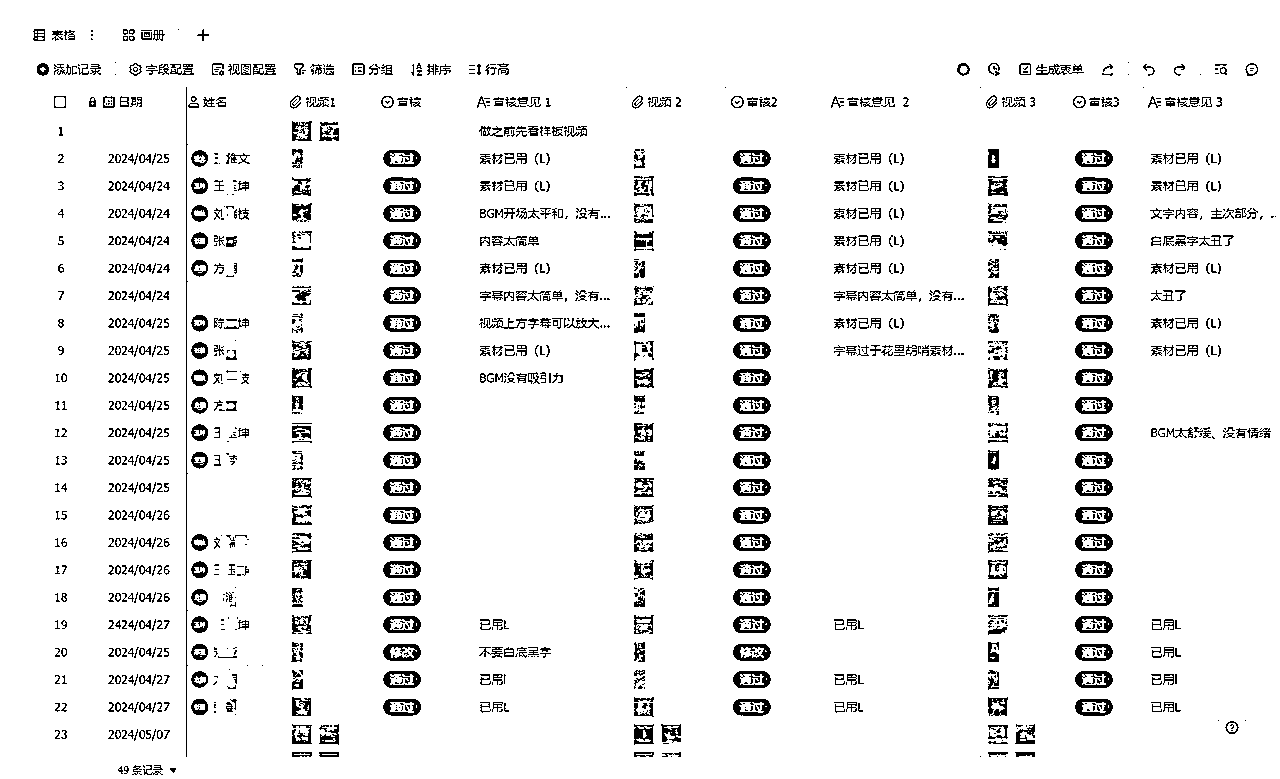 表格 画册
添加记录 字段配置 视图配置 筛选 分组 排序 行高 生成表单
日期 姓名 视频1 审核 审核意见 1 视频 2 审核2 审核意见 2 视频 3 审核3 审核意见 3
1 做之前先看样板视频
2 2024/04/25 文 通过 素材已用（L） 通过 素材已用（L） 通过 素材已用（L）
3 2024/04/24 王 坤 通过 素材已用（L） 通过 素材已用（L） 通过 素材已用（L）
4 2024/04/24 刘 枝 通过 BGM开场太平和，没有... 通过 素材已用（L） 通过 文字内容，主次部分，...
5 2024/04/24 张 通过 内容太简单 通过 素材已用（L） 通过 白底黑字太丑了
6 2024/04/24 方 通过 素材已用（L） 通过 素材已用（L） 通过 素材已用（L）
7 2024/04/24 通过 字幕内容太简单，没有... 通过 字幕内容太简单，没有... 通过 太丑了
8 2024/04/25 陈 坤 通过 视频上方字幕可以放大... 通过 素材已用（L） 通过 素材已用（L）
9 2024/04/25 张 通过 素材已用（L） 通过 字幕过于花里胡哨素材... 通过 素材已用（L）
10 2024/04/25 刘 通过 BGM没有吸引力 通过 通过
11 2024/04/25 方 通过 通过 通过
12 2024/04/25 王 坤 通过 通过 通过 BGM太舒缓、没有情绪
13 2024/04/25 王 通过 通过 通过
14 2024/04/25 通过 通过 通过
15 2024/04/26 通过 通过 通过
16 2024/04/26 通过 通过 通过
17 2024/04/26 通过 通过 通过
18 2024/04/26 通过 通过 通过
19 2424/04/27 坤 通过 已用L 通过 已用L 通过 已用L
20 2024/04/25 修改 不要白底黑字 修改 通过 已用L
21 2024/04/27 通过 已用l 通过 已用L 通过 已用l
22 2024/04/27 通过 已用L 通过 已用L 通过 已用L
23 2024/05/07
49 条记录